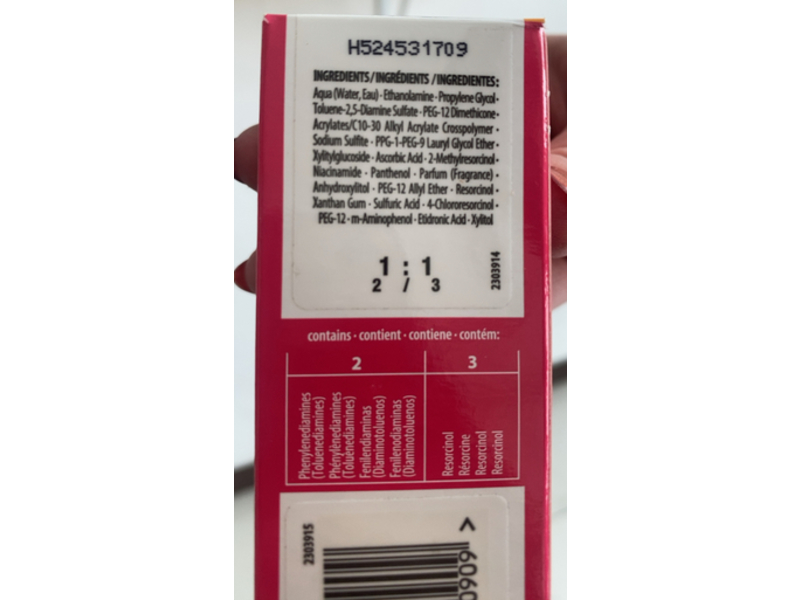 H524531709
INGREDIENTS/INGRÉDIENTS /INGREDIENTES:
Aqua (Water, Eau) · Ethanolamine · Propylene Glycol ·
Toluene-2,5-Diamine Sulfate · PEG-12 Dimethicone ·
Acrylates/C10-30 Alkyl Acrylate Crosspolymer ·
Sodium Sulfite · PPG-1-PEG-9 Lauryl Glycol Ether ·
Xylitylglucoside · Ascorbic Acid · 2-Methylresorcinol ·
Niacinamide · Panthenol · Parfum (Fragrance) ·
Anhydroxylitol · PEG-12 Allyl Ether · Resorcinol ·
Xanthan Gum · Sulfuric Acid · 4-Chlororesorcinol ·
PEG-12 · m-Aminophenol · Etidronic Acid · Xylitol
1 : 1
2 / 3
2303914
contains · contient · contiene · contém:
2 3
Phenylenediamines
(Toluenediamines)
Phénylènediamines
(Toluènediamines)
Fenilendiaminas
(Diaminotoluenos)
Fenilenodiaminas
(Diaminotoluenos)
Resorcinol
Résorcine
Resorcinol
Resorcinol
2303915
0909 >